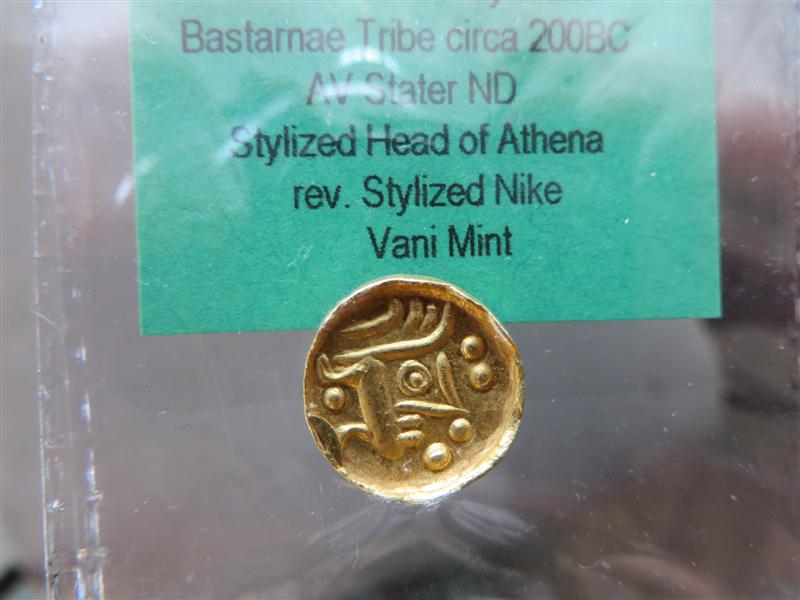 Bastarnae Tribe circa 200BC
AV Stater ND
Stylized Head of Athena
rev. Stylized Nike
Vani Mint